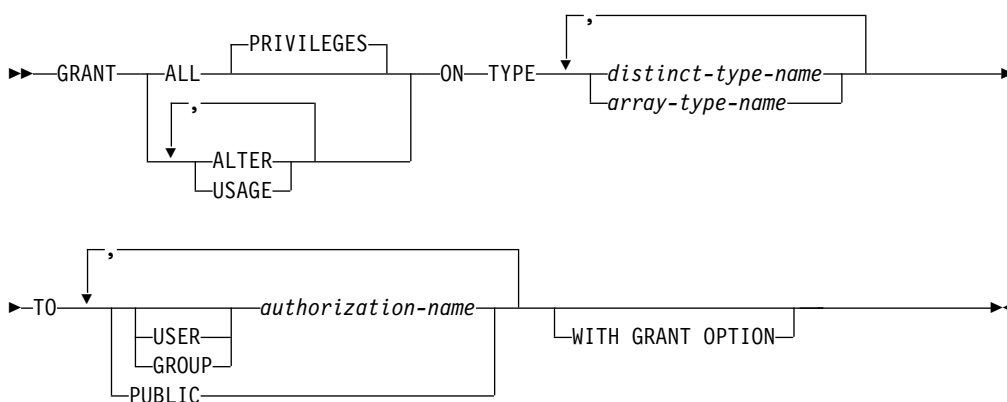 ,
PRIVILEGES
GRANT ALL ON TYPE distinct-type-name
array-type-name
,
ALTER
USAGE
,
TO authorization-name
USER WITH GRANT OPTION
GROUP
PUBLIC